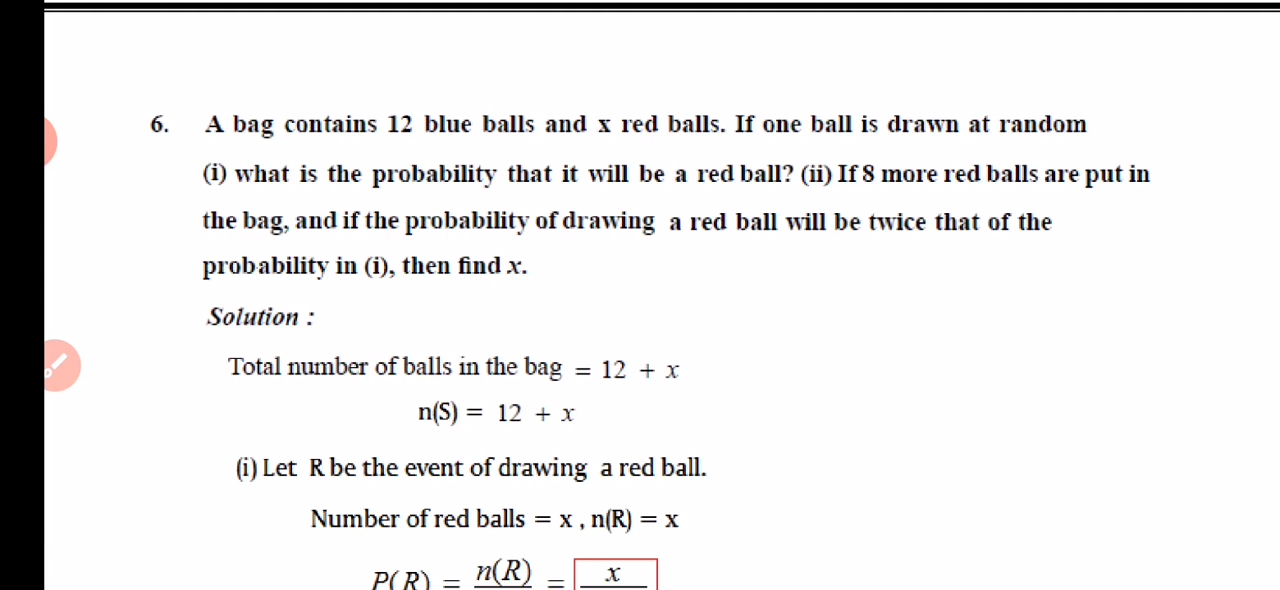 6. A bag contains 12 blue balls and x red balls. If one ball is drawn at random
(i) what is the probability that it will be a red ball? (ii) If 8 more red balls are put in
the bag, and if the probability of drawing a red ball will be twice that of the
probability in (i), then find x.
Solution :
Total number of balls in the bag = 12 + x
n(S) = 12 + x
(i) Let R be the event of drawing a red ball.
Number of red balls = x , n(R) = x
P(R) = n(R) = x